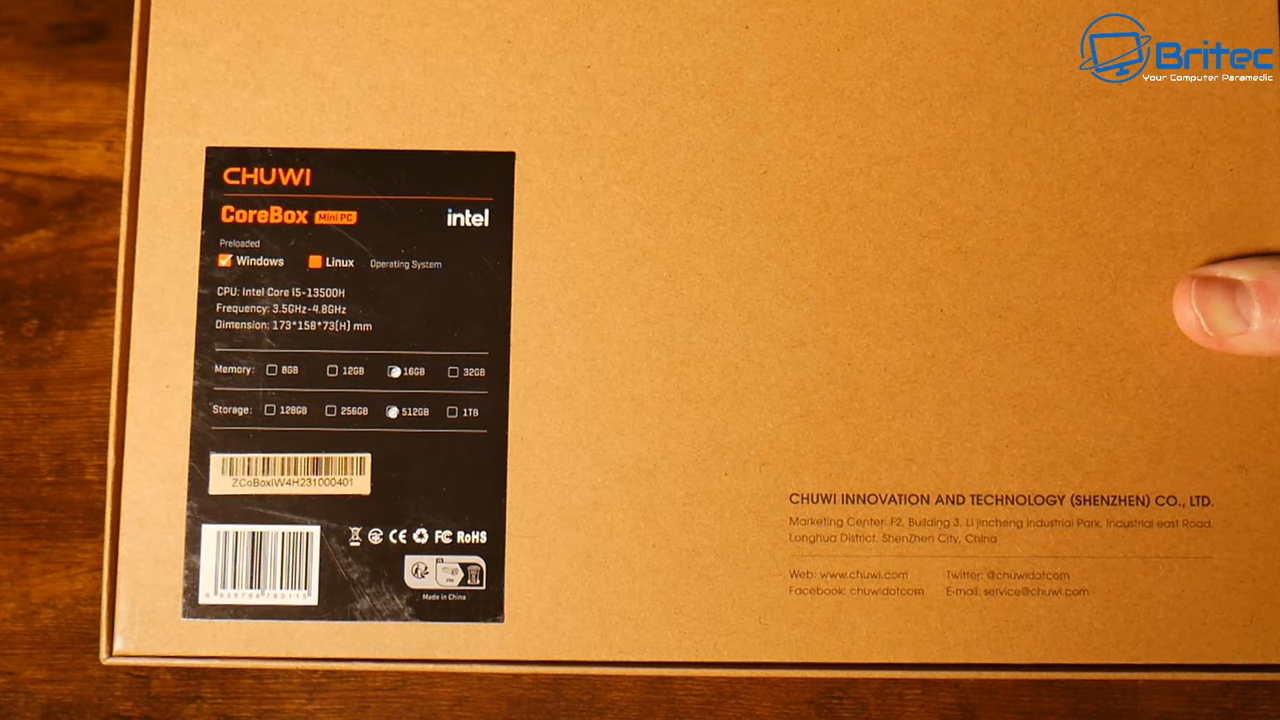 Britec
Your Computer Paramedic
CHUWI
CoreBox Mini PC
intel
Preloaded
Windows Linux Operating System
CPU: Intel Core i5-13500H
Frequency: 3.5GHz-4.8GHz
Dimension: 173*158*73(H) mm
Memory: 8GB 12GB 16GB 32GB
Storage: 128GB 256GB 512GB 1TB
ZCoBoxIW4H231000401
CE FC RoHS
Made in China
CHUWI INNOVATION AND TECHNOLOGY (SHENZHEN) CO., LTD.
Marketing Center: F2, Building 3, Li jincheng Industrial Park, Industrial east Road,
Longhua District, ShenZhen City, China
Web: www.chuwi.com Twitter: @chuwidotcom
Facebook: chuwidotcom E-mail: service@chuwi.com